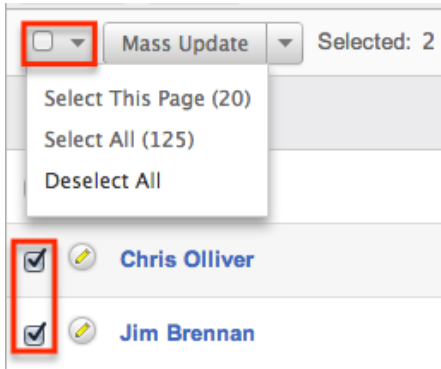 Mass Update Selected: 2
Select This Page (20)
Select All (125)
Deselect All
Chris Olliver
Jim Brennan